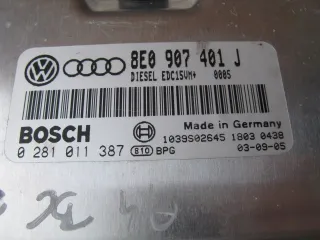 8E0 907 401 J
DIESEL EDC15VM+ 0005
BOSCH
Made in Germany
1039S02645 1803 0438
0 281 011 387 810 BPG 03-09-05